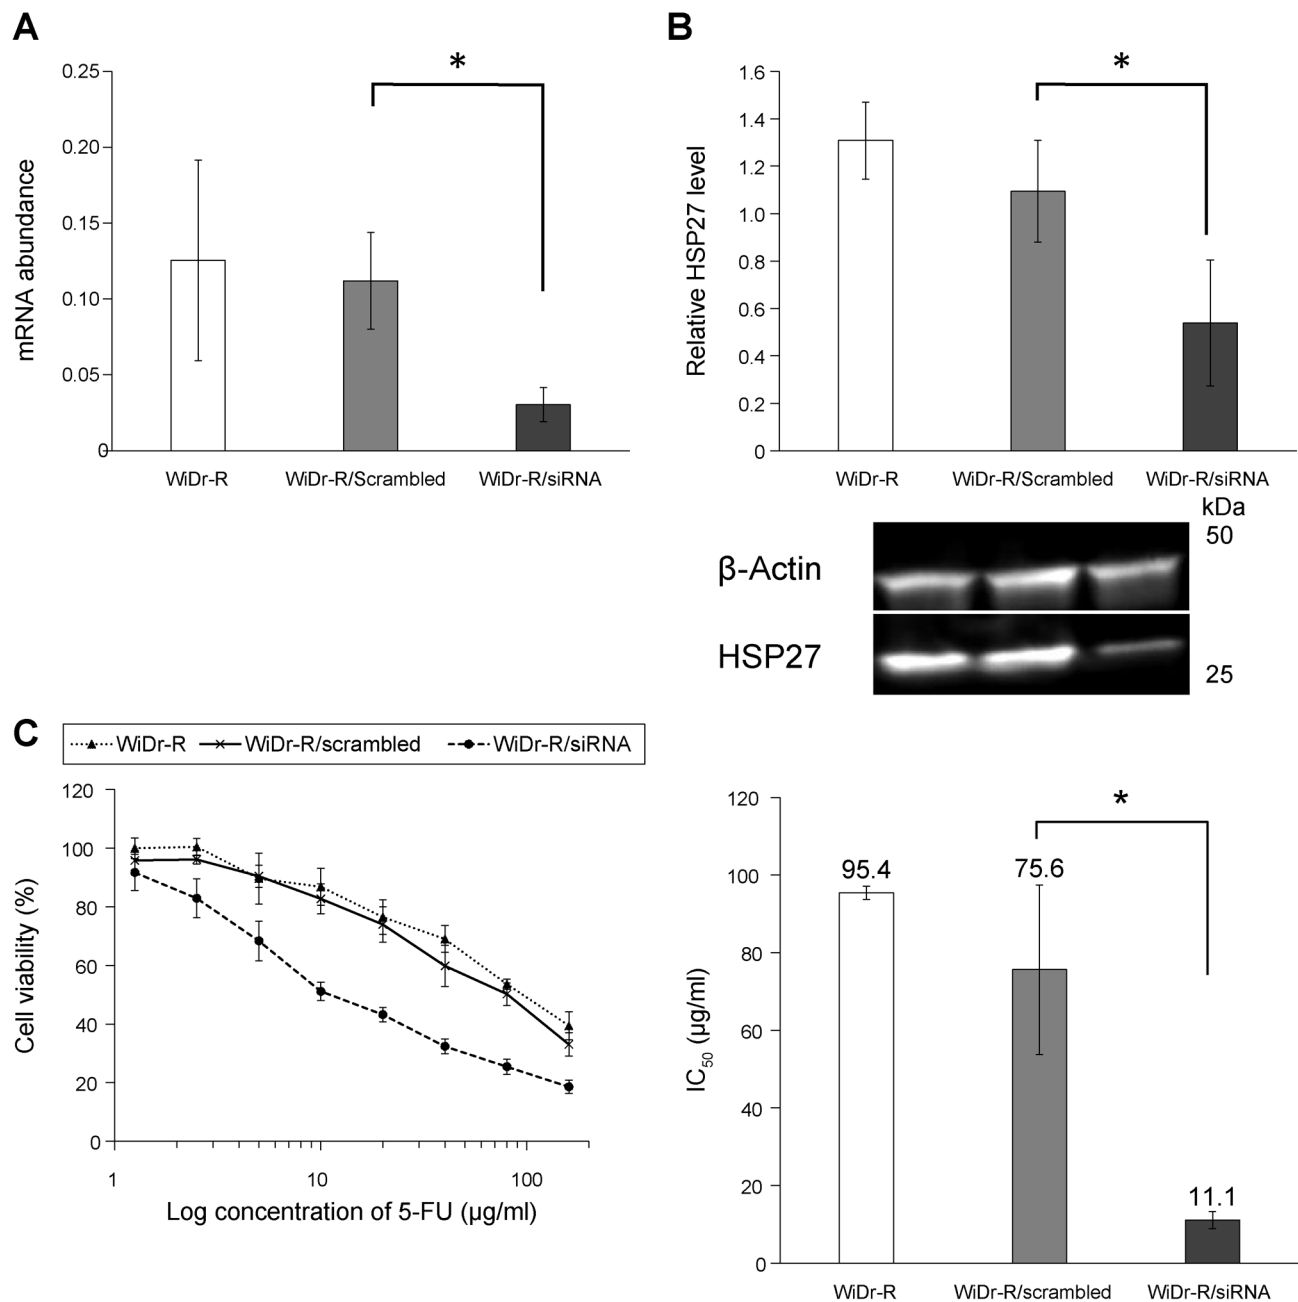 A
mRNA abundance
0.25
0.20
0.15
0.10
0.05
0
*
WiDr-R
WiDr-R/Scrambled
WiDr-R/siRNA
B
Relative HSP27 level
1.6
1.4
1.2
1.0
0.8
0.6
0.4
0.2
0
*
WiDr-R
WiDr-R/Scrambled
WiDr-R/siRNA
kDa
50
β-Actin
HSP27
25
C
WiDr-R
WiDr-R/scrambled
WiDr-R/siRNA
Cell viability (%)
120
100
80
60
40
20
0
1
10
100
Log concentration of 5-FU (μg/ml)
IC50 (μg/ml)
120
100
80
60
40
20
0
*
95.4
75.6
11.1
WiDr-R
WiDr-R/scrambled
WiDr-R/siRNA